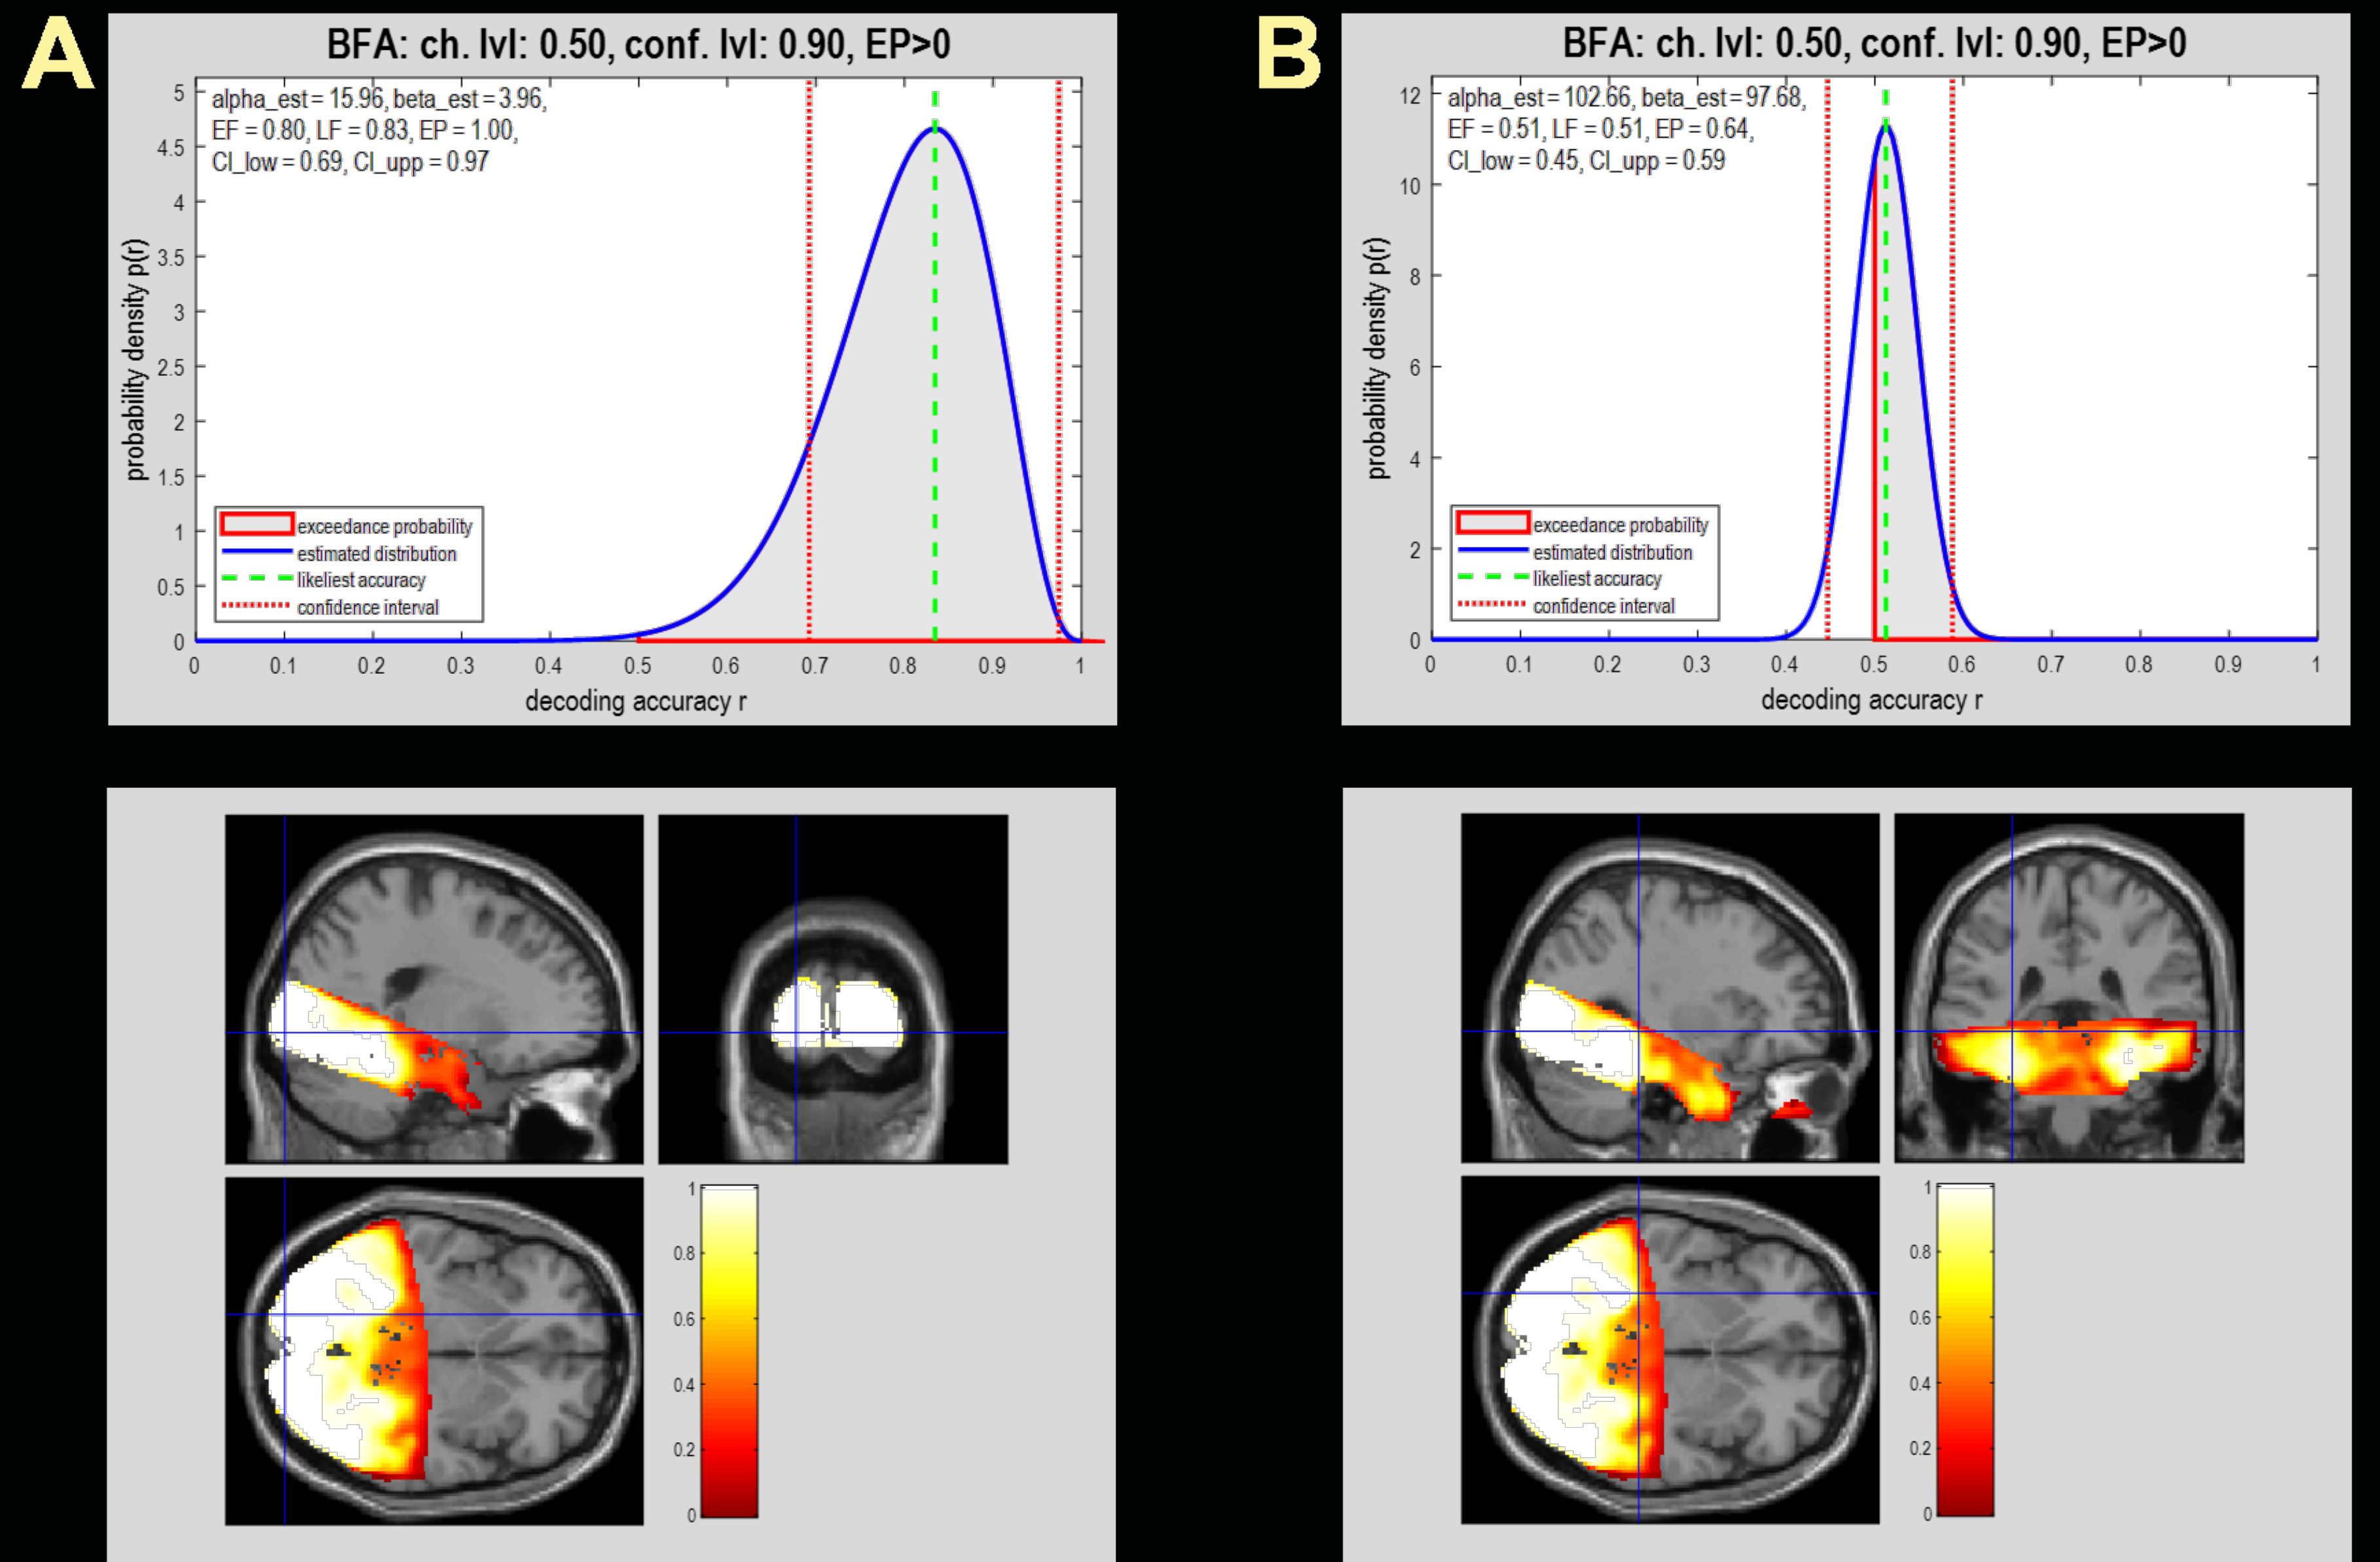 A
BFA: ch. lvl: 0.50, conf. lvl: 0.90, EP>0
alpha_est = 15.96, beta_est = 3.96,
EF = 0.80, LF = 0.83, EP = 1.00,
CI_low = 0.69, CI_upp = 0.97
probability density p(r)
5
4.5
4
3.5
3
2.5
2
1.5
1
0.5
0
exceedance probability
estimated distribution
likeliest accuracy
confidence interval
0 0.1 0.2 0.3 0.4 0.5 0.6 0.7 0.8 0.9 1
decoding accuracy r
1
0.8
0.6
0.4
0.2
0
B
BFA: ch. lvl: 0.50, conf. lvl: 0.90, EP>0
alpha_est = 102.66, beta_est = 97.68,
EF = 0.51, LF = 0.51, EP = 0.64,
CI_low = 0.45, CI_upp = 0.59
probability density p(r)
12
10
8
6
4
2
0
exceedance probability
estimated distribution
likeliest accuracy
confidence interval
0 0.1 0.2 0.3 0.4 0.5 0.6 0.7 0.8 0.9 1
decoding accuracy r
1
0.8
0.6
0.4
0.2
0